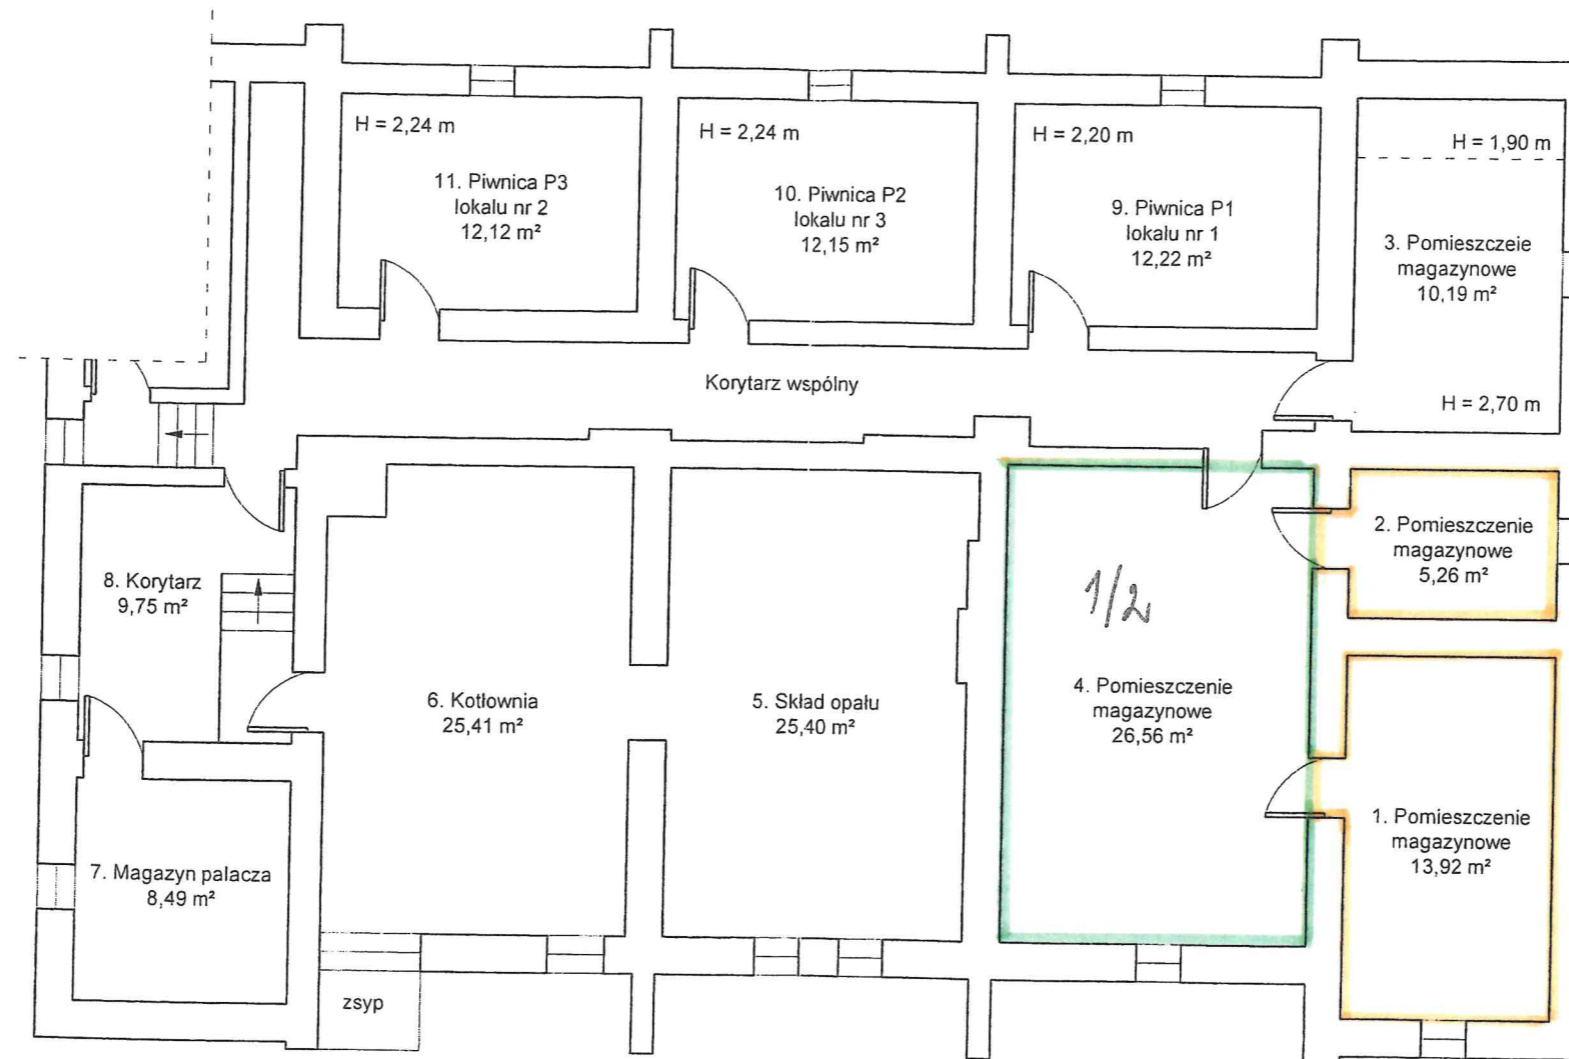 H = 2,24 m
11. Piwnica P3
lokalu nr 2
12,12 m²
H = 2,24 m
10. Piwnica P2
lokalu nr 3
12,15 m²
H = 2,20 m
9. Piwnica P1
lokalu nr 1
12,22 m²
H = 1,90 m
3. Pomieszczeie
magazynowe
10,19 m²
H = 2,70 m
Korytarz wspólny
2. Pomieszczenie
magazynowe
5,26 m²
8. Korytarz
9,75 m²
1/2
6. Kotłownia
25,41 m²
5. Skład opału
25,40 m²
4. Pomieszczenie
magazynowe
26,56 m²
1. Pomieszczenie
magazynowe
13,92 m²
7. Magazyn palacza
8,49 m²
zsyp